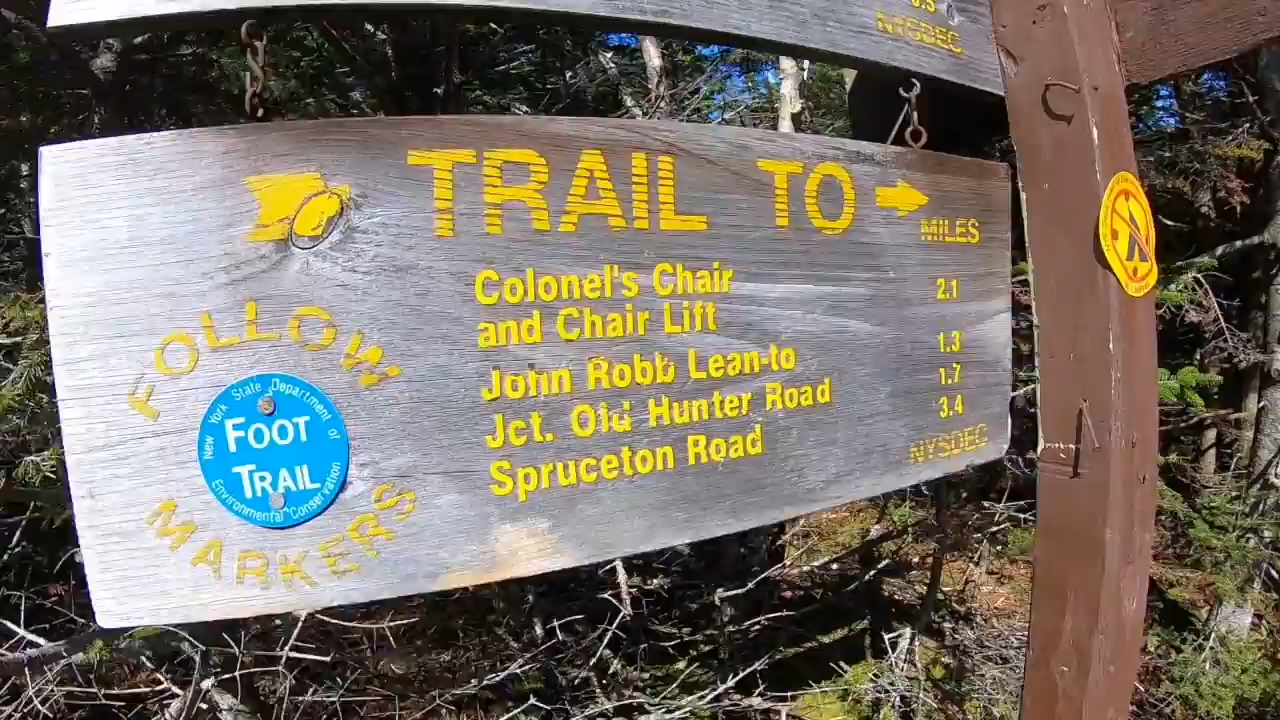 NYSDEC
TRAIL TO
MILES
Colonel's Chair
and Chair Lift 2.1
John Robb Lean-to 1.3
Jct. Old Hunter Road 1.7
Spruceton Road 3.4
NYSDEC
FOLLOW
New York State Department of
FOOT
TRAIL
Environmental Conservation
MARKERS